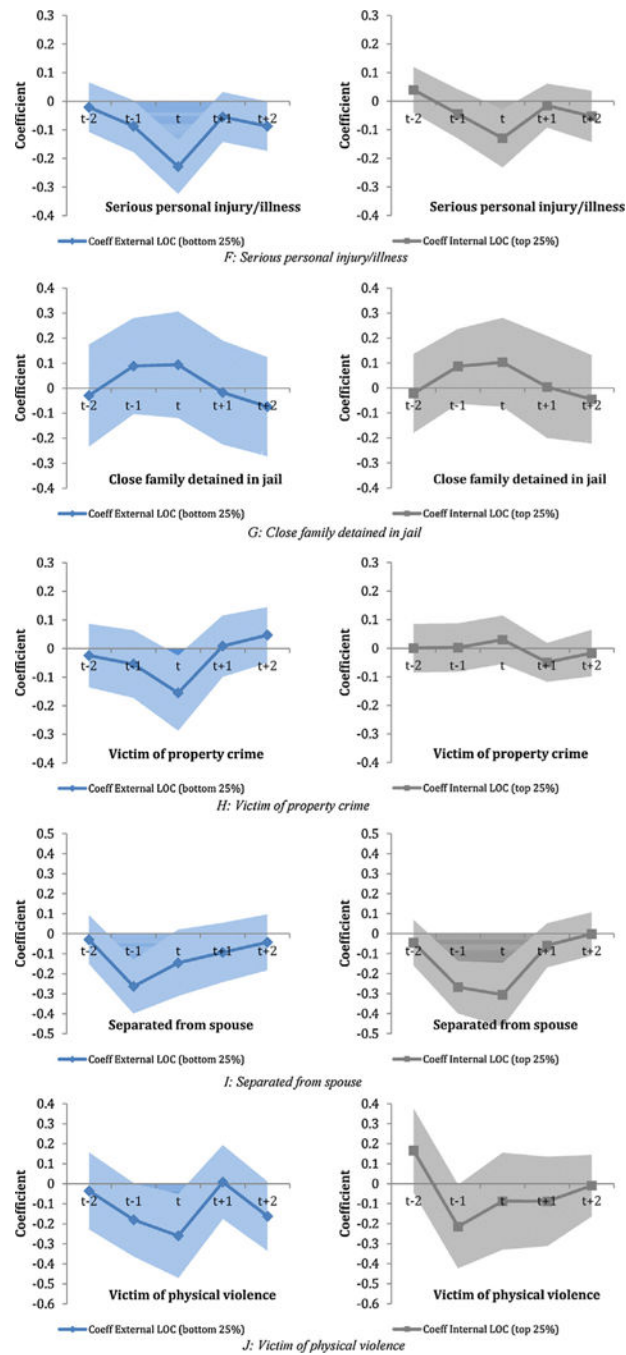 0.3
0.2
0.1
0
-0.1
-0.2
-0.3
-0.4
Coefficient
t-2 t-1 t t+1 t+2
Serious personal injury/illness
Coeff External LOC (bottom 25%)
0.3
0.2
0.1
0
-0.1
-0.2
-0.3
-0.4
Coefficient
t-2 t-1 t t+1 t+2
Serious personal injury/illness
Coeff Internal LOC (top 25%)
F: Serious personal injury/illness
0.4
0.3
0.2
0.1
0
-0.1
-0.2
-0.3
-0.4
Coefficient
t-2 t-1 t t+1 t+2
Close family detained in jail
Coeff External LOC (bottom 25%)
0.4
0.3
0.2
0.1
0
-0.1
-0.2
-0.3
-0.4
Coefficient
t-2 t-1 t t+1 t+2
Close family detained in jail
Coeff Internal LOC (top 25%)
G: Close family detained in jail
0.3
0.2
0.1
0
-0.1
-0.2
-0.3
-0.4
Coefficient
t-2 t-1 t t+1 t+2
Victim of property crime
Coeff External LOC (bottom 25%)
0.3
0.2
0.1
0
-0.1
-0.2
-0.3
-0.4
Coefficient
t-2 t-1 t t+1 t+2
Victim of property crime
Coeff Internal LOC (top 25%)
H: Victim of property crime
0.5
0.4
0.3
0.2
0.1
0
-0.1
-0.2
-0.3
-0.4
-0.5
Coefficient
t-2 t-1 t t+1 t+2
Separated from spouse
Coeff External LOC (bottom 25%)
0.5
0.4
0.3
0.2
0.1
0
-0.1
-0.2
-0.3
-0.4
-0.5
Coefficient
t-2 t-1 t t+1 t+2
Separated from spouse
Coeff Internal LOC (top 25%)
I: Separated from spouse
0.4
0.3
0.2
0.1
0
-0.1
-0.2
-0.3
-0.4
-0.5
-0.6
Coefficient
t-2 t-1 t t+1 t+2
Victim of physical violence
Coeff External LOC (bottom 25%)
0.4
0.3
0.2
0.1
0
-0.1
-0.2
-0.3
-0.4
-0.5
-0.6
Coefficient
t-2 t-1 t t+1 t+2
Victim of physical violence
Coeff Internal LOC (top 25%)
J: Victim of physical violence